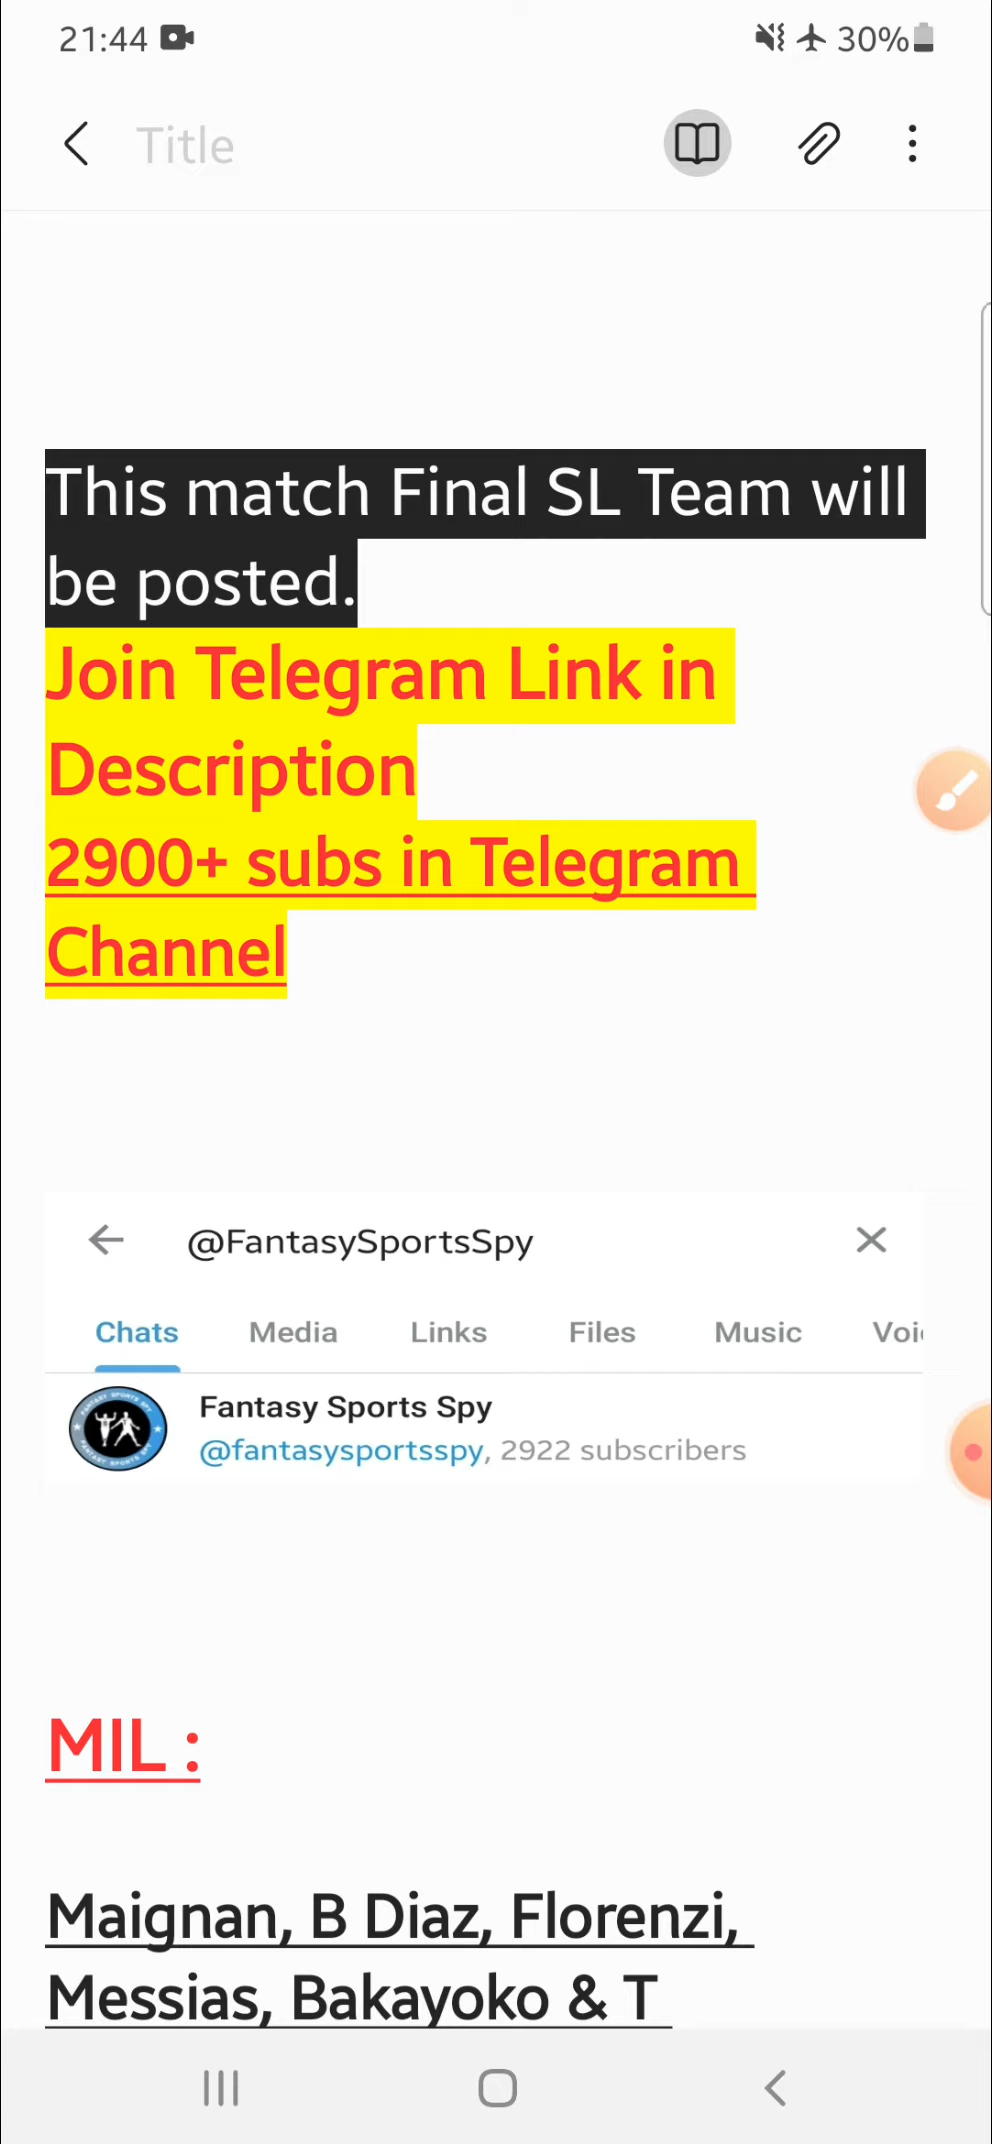 21:44 30%
Title
This match Final SL Team will
be posted.
Join Telegram Link in
Description
2900+ subs in Telegram
Channel
@FantasySportsSpy
Chats Media Links Files Music Voi
Fantasy Sports Spy
@fantasysportsspy, 2922 subscribers
MIL :
Maignan, B Diaz, Florenzi,
Messias, Bakayoko & T